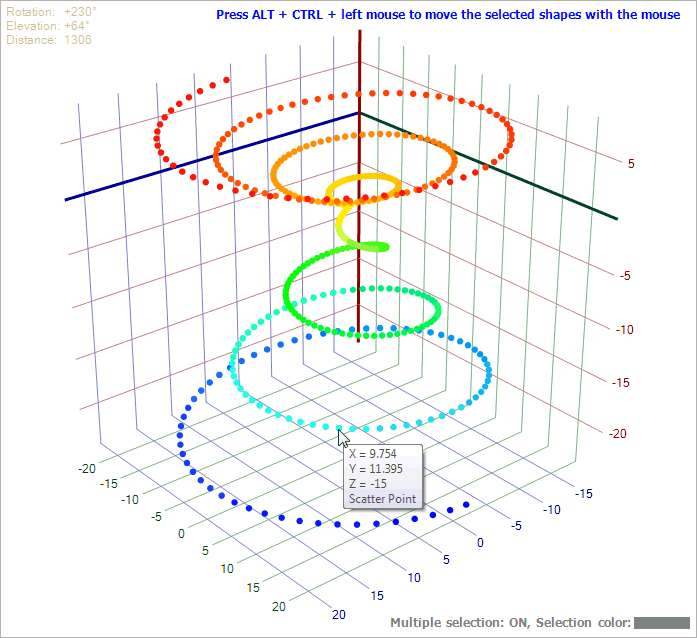 Rotation: +230°
Elevation: +64°
Distance: 1306
Press ALT + CTRL + left mouse to move the selected shapes with the mouse
5
-5
-10
-15
-20
X = 9.754
Y = 11.395
Z = -15
Scatter Point
-20
-15
-10
-5
0
5
10
15
20
-15
-10
-5
0
5
10
15
20
Multiple selection: ON, Selection color: